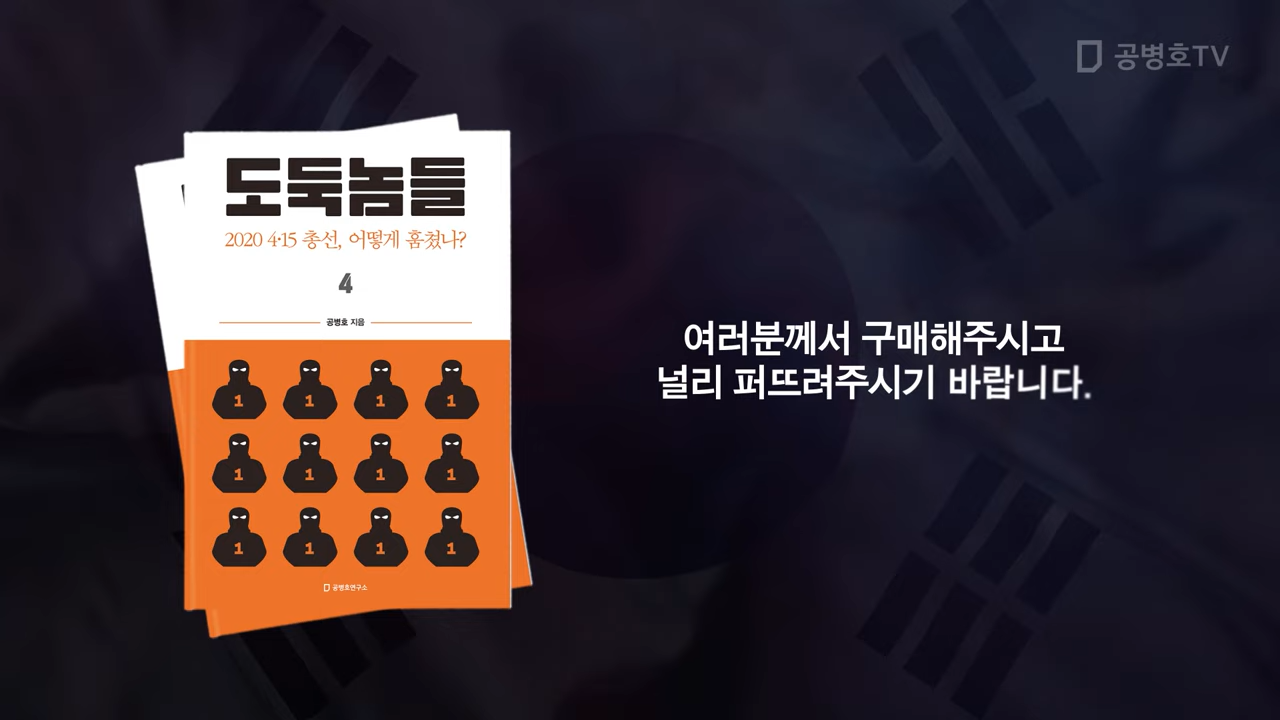 공병호TV
도둑놈들
2020 4·15 총선, 어떻게 훔쳤나?
4
공병호 지음
1 1 1 1
1 1 1 1
1 1 1 1
공병호연구소
여러분께서 구매해주시고
널리 퍼뜨려주시기 바랍니다.